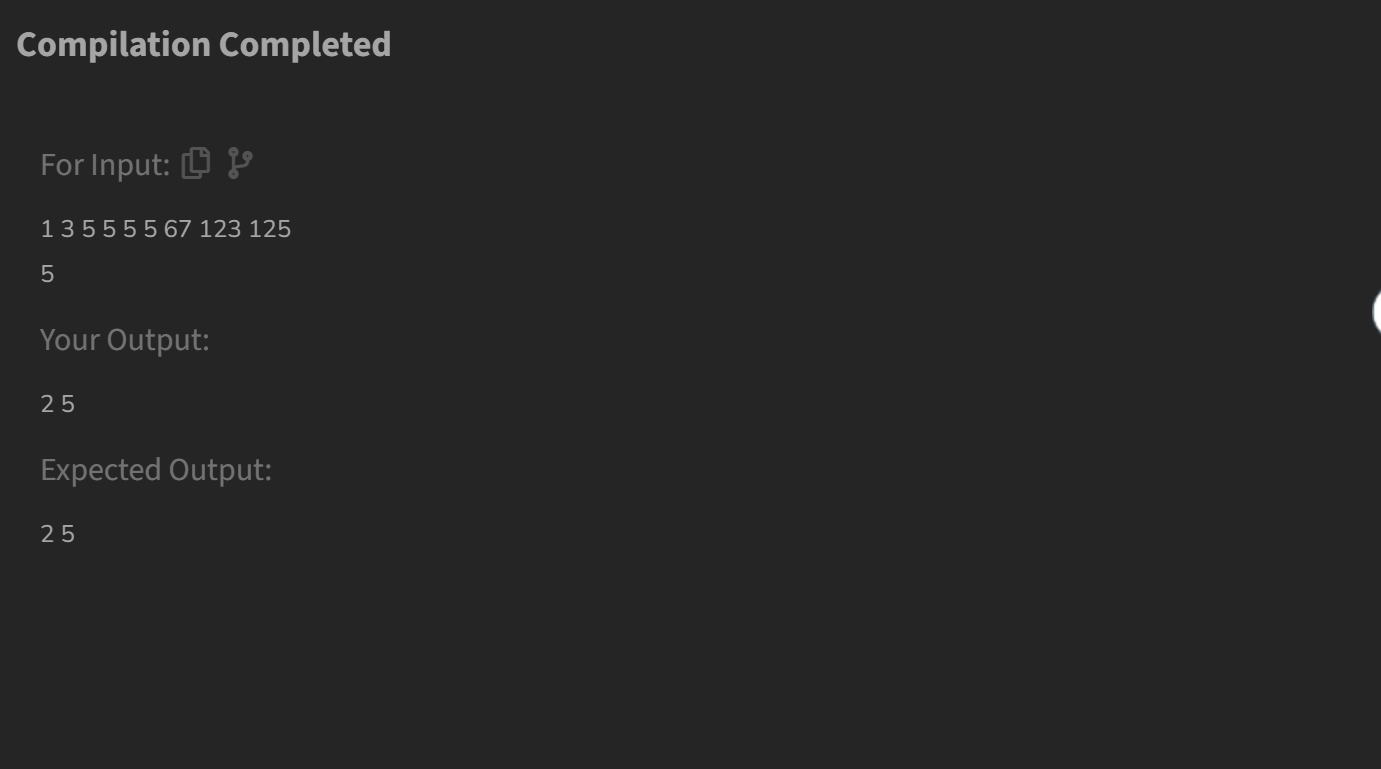 Compilation Completed
For Input:
1 3 5 5 5 5 67 123 125
5
Your Output:
2 5
Expected Output:
2 5